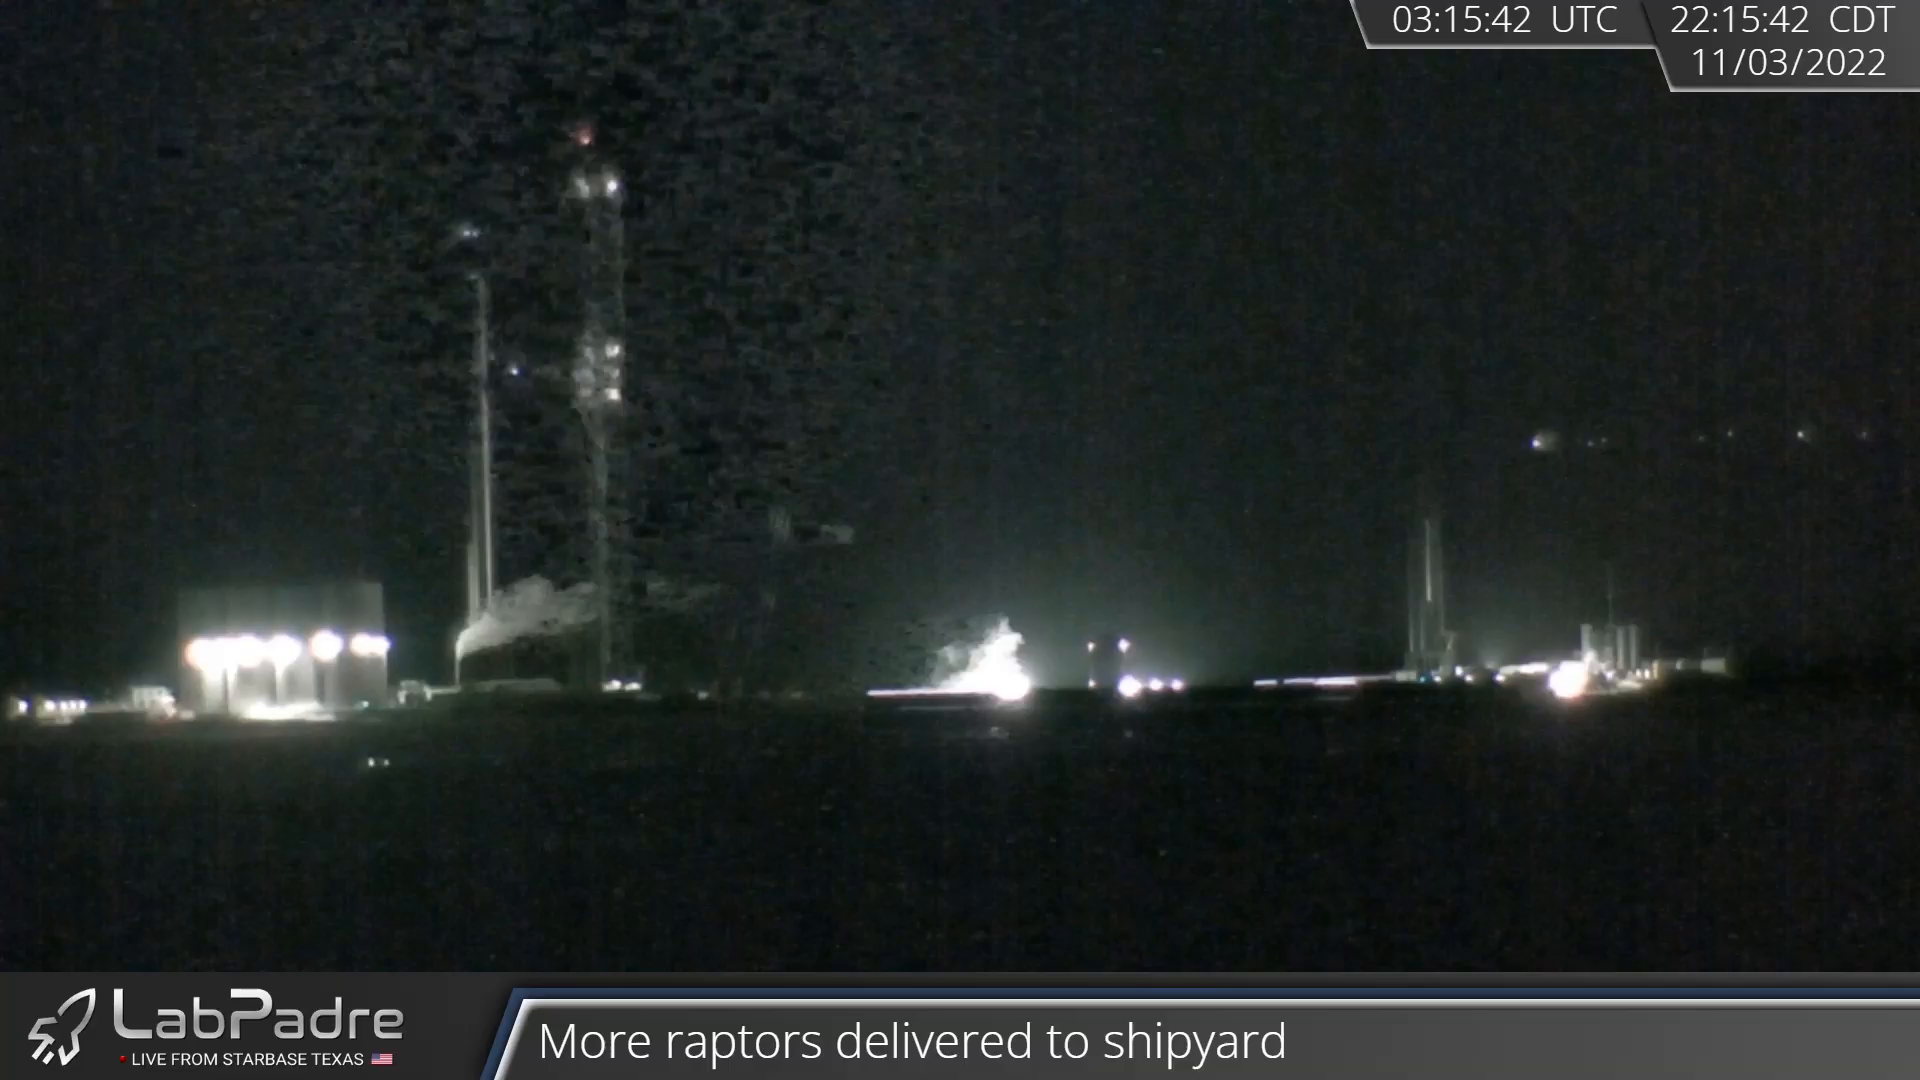 03:15:42 UTC
22:15:42 CDT
11/03/2022
LabPadre
LIVE FROM STARBASE TEXAS
More raptors delivered to shipyard